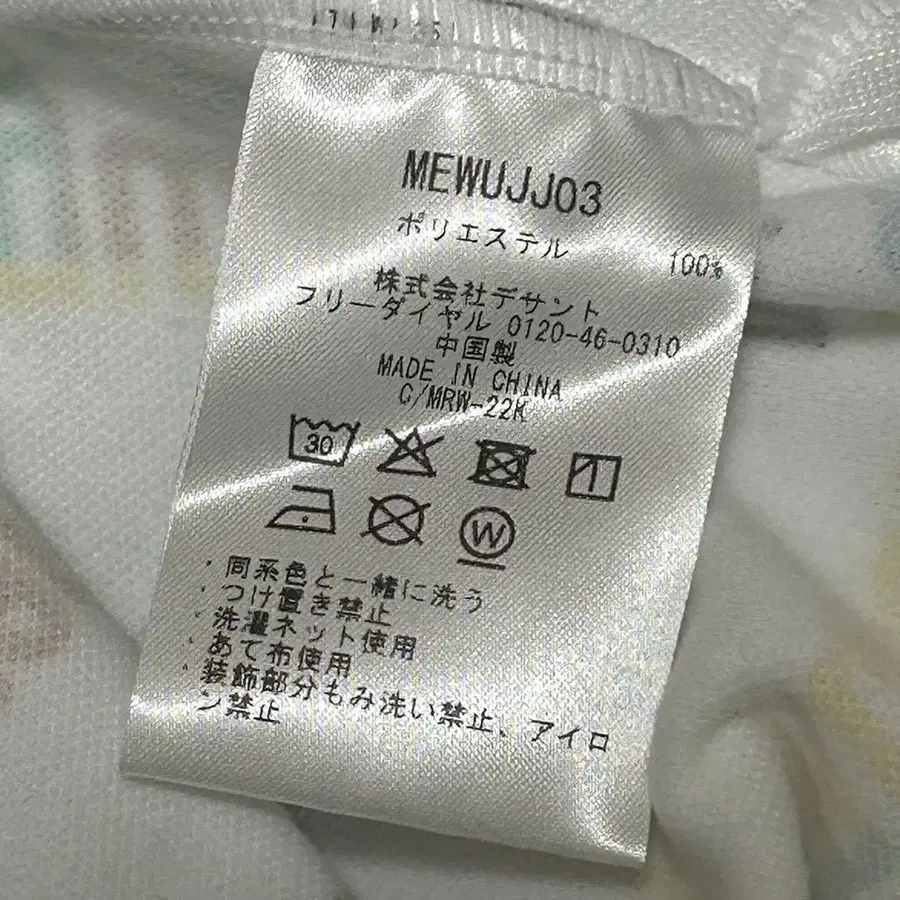 MEWUJJ03
ポリエステル 100%
株式会社デサント
フリーダイヤル 0120-46-0310
中国製
MADE IN CHINA
C/MRW-22K
30
W
・同系色と一緒に洗う
・つけ置き禁止
・洗濯ネット使用
・あて布使用
・装飾部分もみ洗い禁止、アイロ
ン禁止